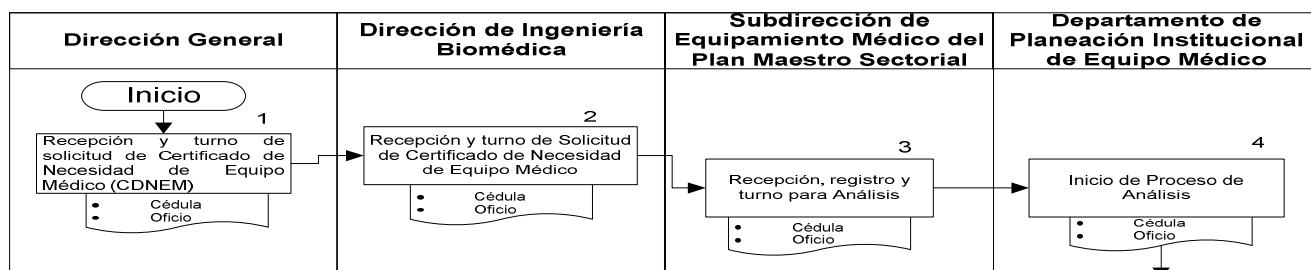 Dirección General
Dirección de Ingeniería
Biomédica
Subdirección de
Equipamiento Médico del
Plan Maestro Sectorial
Departamento de
Planeación Institucional
de Equipo Médico
Inicio
1
Recepción y turno de
solicitud de Certificado de
Necesidad de Equipo
Médico (CDNEM)
• Cédula
• Oficio
2
Recepción y turno de Solicitud
de Certificado de Necesidad
de Equipo Médico
• Cédula
• Oficio
3
Recepción, registro y
turno para Análisis
• Cédula
• Oficio
4
Inicio de Proceso de
Análisis
• Cédula
• Oficio